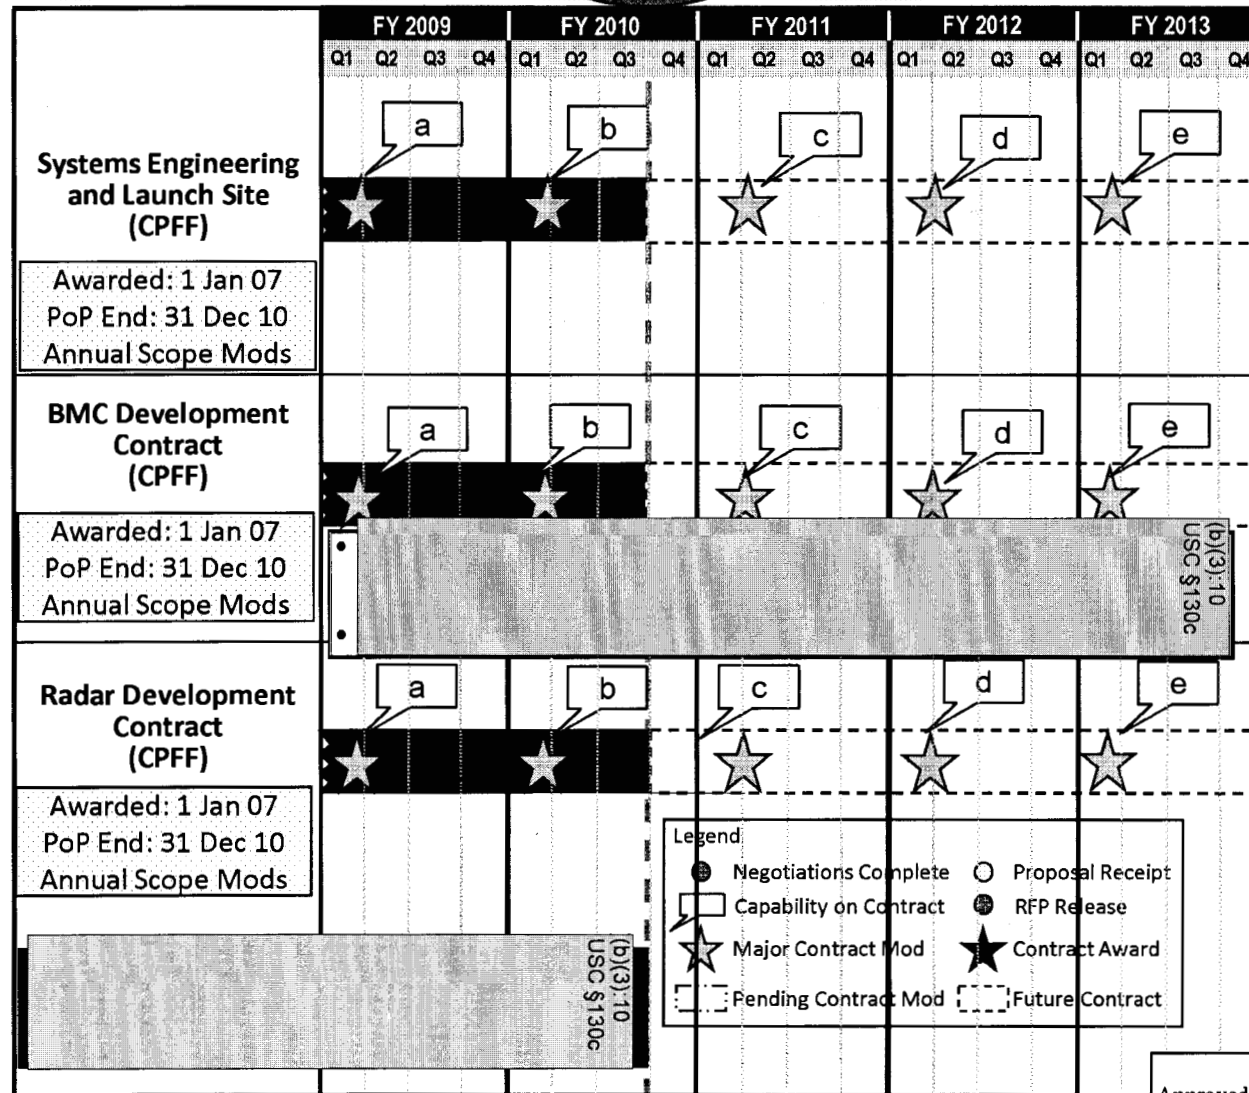 FY 2009 FY 2010 FY 2011 FY 2012 FY 2013
Q1 Q2 Q3 Q4 Q1 Q2 Q3 Q4 Q1 Q2 Q3 Q4 Q1 Q2 Q3 Q4 Q1 Q2 Q3 Q4
a b c d e
Systems Engineering
and Launch Site
(CPFF)
Awarded: 1 Jan 07
PoP End: 31 Dec 10
Annual Scope Mods
a b c d e
BMC Development
Contract
(CPFF)
Awarded: 1 Jan 07
PoP End: 31 Dec 10
Annual Scope Mods
(b)(3):10
USC §130c
a b c d e
Radar Development
Contract
(CPFF)
Awarded: 1 Jan 07
PoP End: 31 Dec 10
Annual Scope Mods
Legend
Negotiations Complete Proposal Receipt
Capability on Contract RFP Release
Major Contract Mod Contract Award
Pending Contract Mod Future Contract
(b)(3):10
USC §130c